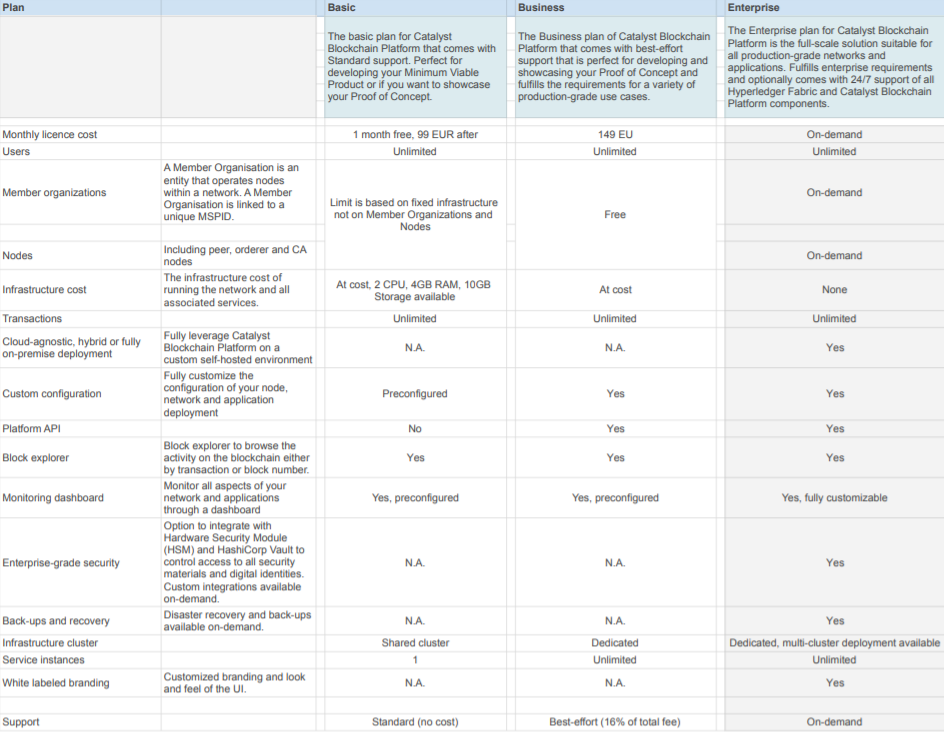 Plan Basic Business Enterprise
The basic plan for Catalyst
Blockchain Platform that comes with
Standard support. Perfect for
developing your Minimum Viable
Product or if you want to showcase
your Proof of Concept.
The Business plan of Catalyst Blockchain
Platform that comes with best-effort
support that is perfect for developing and
showcasing your Proof of Concept and
fulfills the requirements for a variety of
production-grade use cases.
The Enterprise plan for Catalyst Blockchain
Platform is the full-scale solution suitable for
all production-grade networks and
applications. Fulfills enterprise requirements
and optionally comes with 24/7 support of all
Hyperledger Fabric and Catalyst Blockchain
Platform components.
Monthly licence cost 1 month free, 99 EUR after 149 EU On-demand
Users Unlimited Unlimited Unlimited
Member organizations
A Member Organisation is an
entity that operates nodes
within a network. A Member
Organisation is linked to a
unique MSPID.
Limit is based on fixed infrastructure
not on Member Organizations and
Nodes
Free
On-demand
Nodes
Including peer, orderer and CA
nodes
On-demand
Infrastructure cost
The infrastructure cost of
running the network and all
associated services.
At cost, 2 CPU, 4GB RAM, 10GB
Storage available
At cost
None
Transactions Unlimited Unlimited Unlimited
Cloud-agnostic, hybrid or fully
on-premise deployment
Fully leverage Catalyst
Blockchain Platform on a
custom self-hosted environment
N.A. N.A. Yes
Custom configuration
Fully customize the
configuration of your node,
network and application
deployment
Preconfigured Yes Yes
Platform API No Yes Yes
Block explorer
Block explorer to browse the
activity on the blockchain either
by transaction or block number.
Yes Yes Yes
Monitoring dashboard
Monitor all aspects of your
network and applications
through a dashboard
Yes, preconfigured Yes, preconfigured Yes, fully customizable
Enterprise-grade security
Option to integrate with
Hardware Security Module
(HSM) and HashiCorp Vault to
control access to all security
materials and digital identities.
Custom integrations available
on-demand.
N.A. N.A. Yes
Back-ups and recovery
Disaster recovery and back-ups
available on-demand.
N.A. N.A. Yes
Infrastructure cluster Shared cluster Dedicated Dedicated, multi-cluster deployment available
Service instances 1 Unlimited Unlimited
White labeled branding
Customized branding and look
and feel of the UI.
N.A. N.A. Yes
Support Standard (no cost) Best-effort (16% of total fee) On-demand